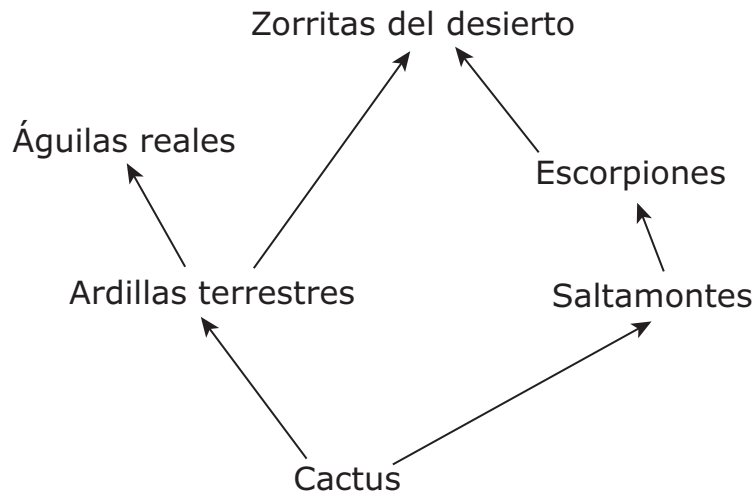 Zorritas del desierto
Águilas reales
Escorpiones
Ardillas terrestres
Saltamontes
Cactus